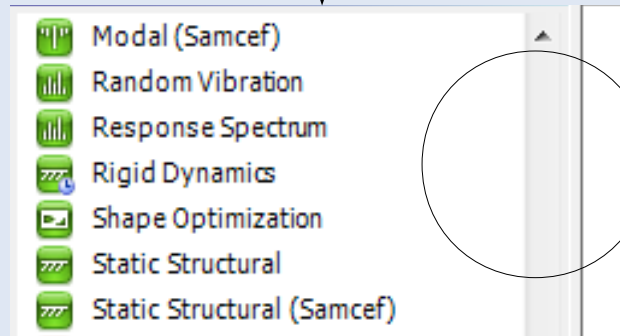 Modal (Samcef)
Random Vibration
Response Spectrum
Rigid Dynamics
Shape Optimization
Static Structural
Static Structural (Samcef)